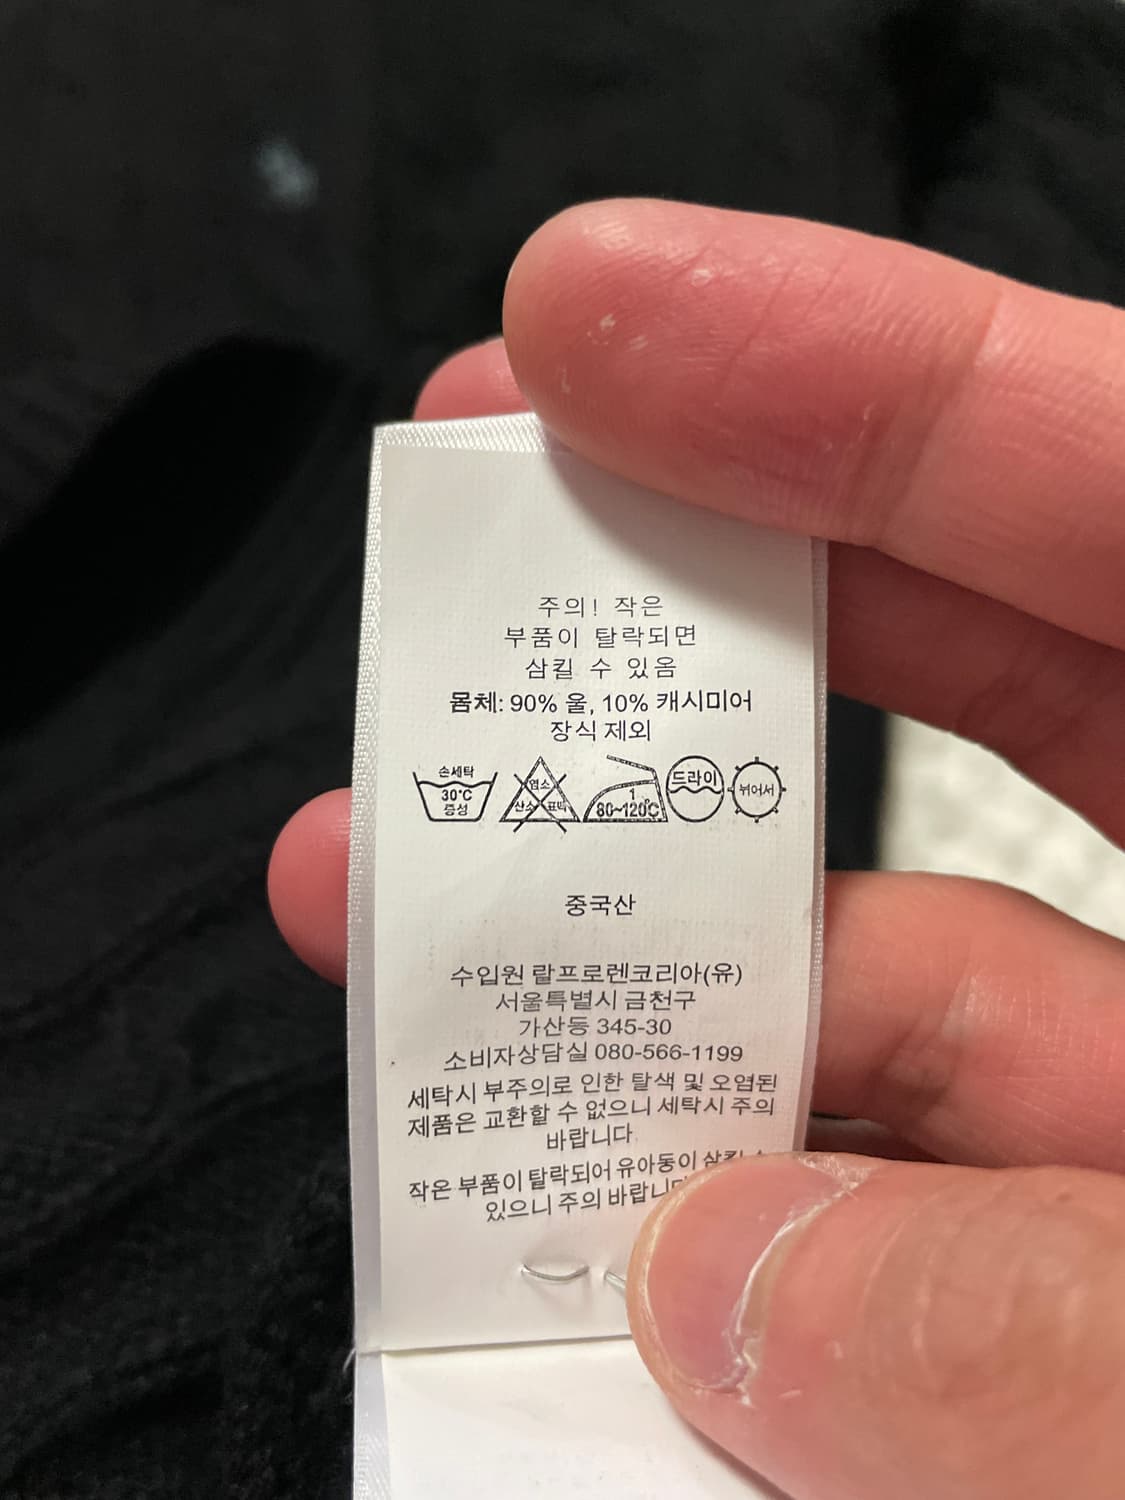 주의! 작은
부품이 탈락되면
삼킬 수 있음
몸체: 90% 울, 10% 캐시미어
장식 제외
손세탁
30°C
중성
염소
산소 표백
1
80~120°C
드라이
뉘어서
중국산
수입원 랄프로렌코리아(유)
서울특별시 금천구
가산동 345-30
소비자상담실 080-566-1199
세탁시 부주의로 인한 탈색 및 오염된
제품은 교환할 수 없으니 세탁시 주의
바랍니다
작은 부품이 탈락되어 유아동이 삼킬
있으니 주의 바랍니다